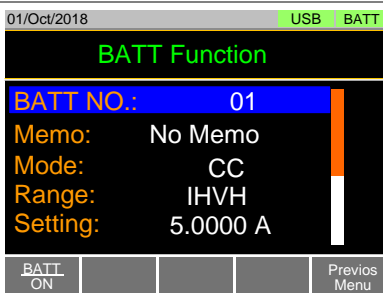 01/Oct/2018 USB BATT
BATT Function
BATT NO.: 01
Memo: No Memo
Mode: CC
Range: IHVH
Setting: 5.0000 A
BATT
ON
Previos
Menu